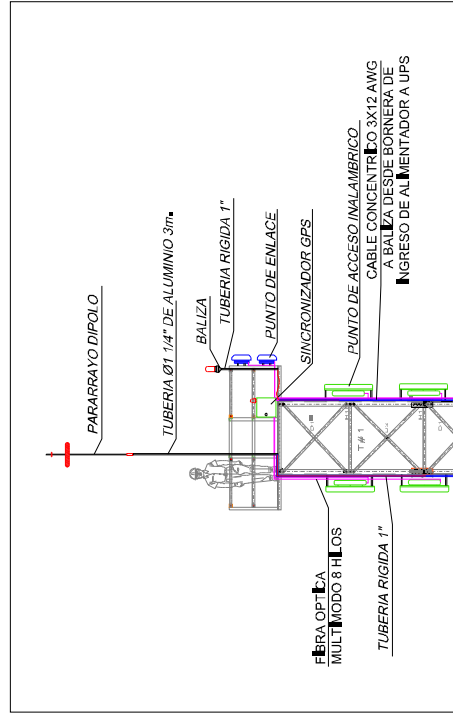 PARARRAYO DIPOLO
TUBERIA Ø1 1/4" DE ALUMINIO 3m.
BALIZA
TUBERIA RIGIDA 1"
PUNTO DE ENLACE
SINCRONIZADOR GPS
PUNTO DE ACCESO INALAMBRICO
CABLE CONCENTRICO 3X12 AWG
A BALIZA DESDE BORNERA DE
INGRESO DE ALIMENTADOR A UPS
FIBRA OPTICA
MULTIMODO 8 HILOS
TUBERIA RIGIDA 1"
T# 1